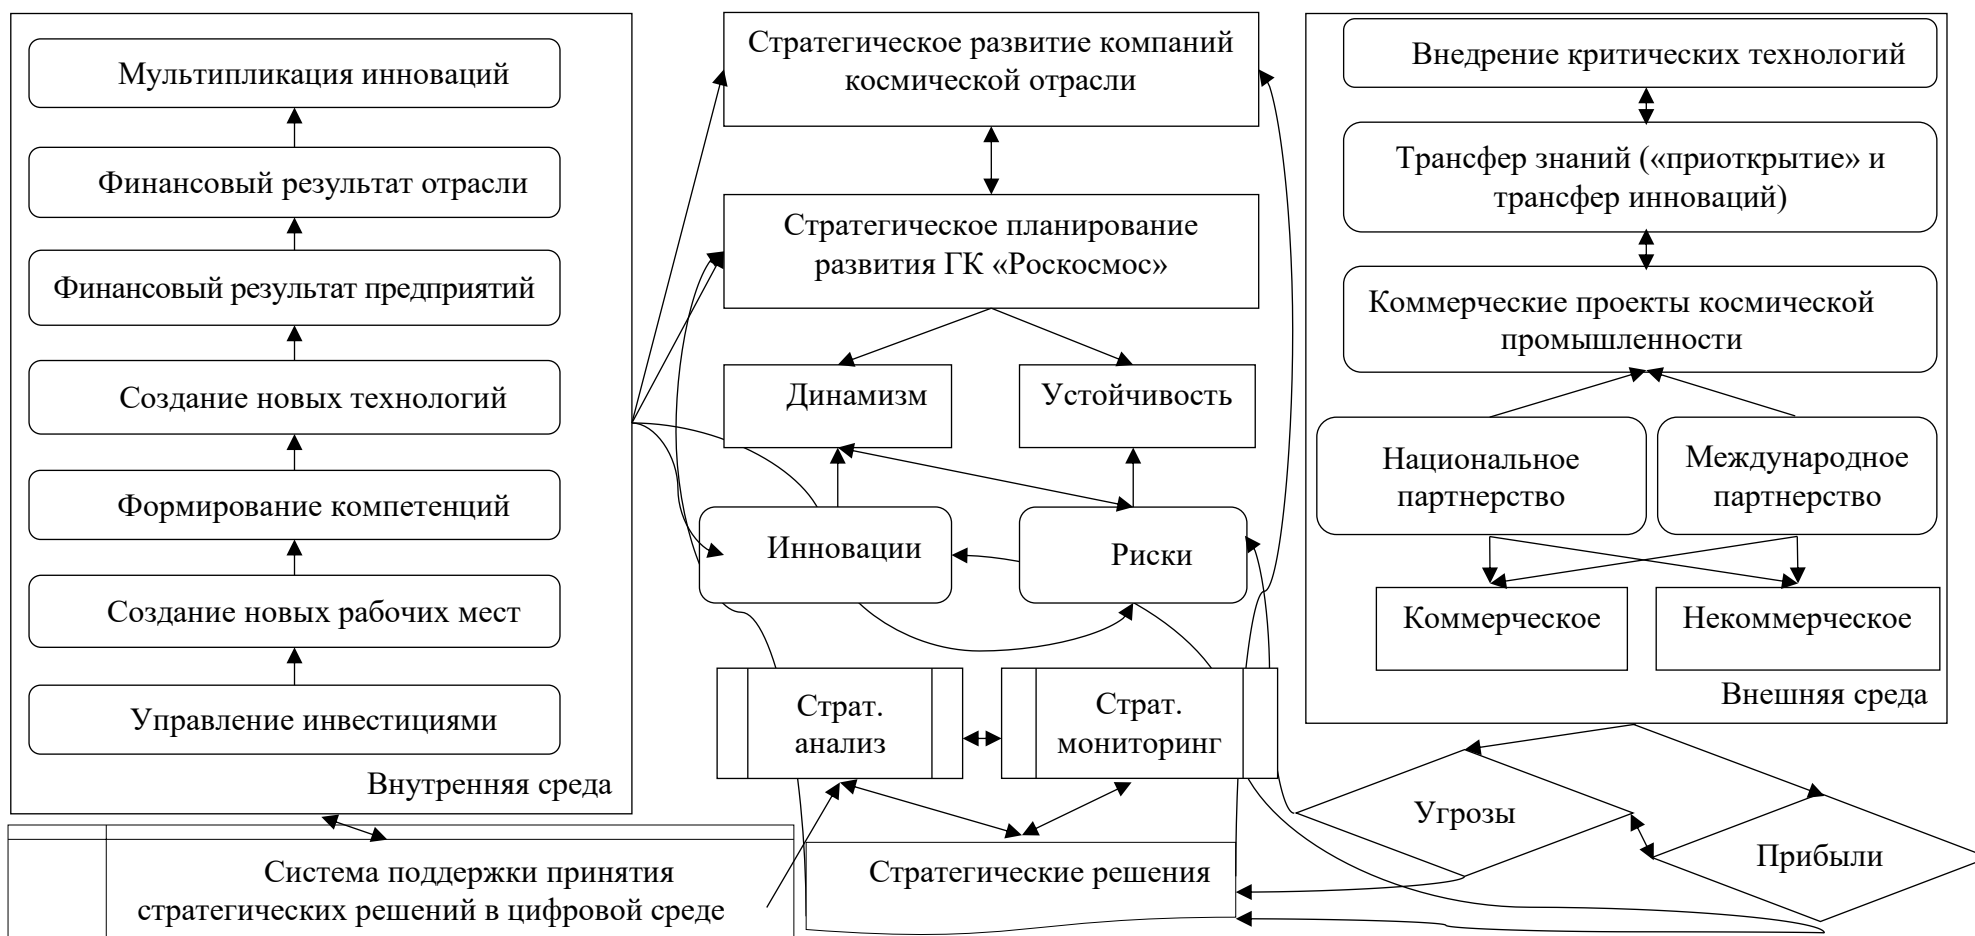 Мультипликация инноваций
Финансовый результат отрасли
Финансовый результат предприятий
Создание новых технологий
Формирование компетенций
Создание новых рабочих мест
Управление инвестициями
Внутренняя среда
Система поддержки принятия
стратегических решений в цифровой среде
Стратегическое развитие компаний
космической отрасли
Стратегическое планирование
развития ГК «Роскосмос»
Динамизм
Устойчивость
Инновации
Риски
Страт.
анализ
Страт.
мониторинг
Стратегические решения
Внедрение критических технологий
Трансфер знаний («приоткрытие» и
трансфер инноваций)
Коммерческие проекты космической
промышленности
Национальное
партнерство
Международное
партнерство
Коммерческое
Некоммерческое
Внешняя среда
Угрозы
Прибыли